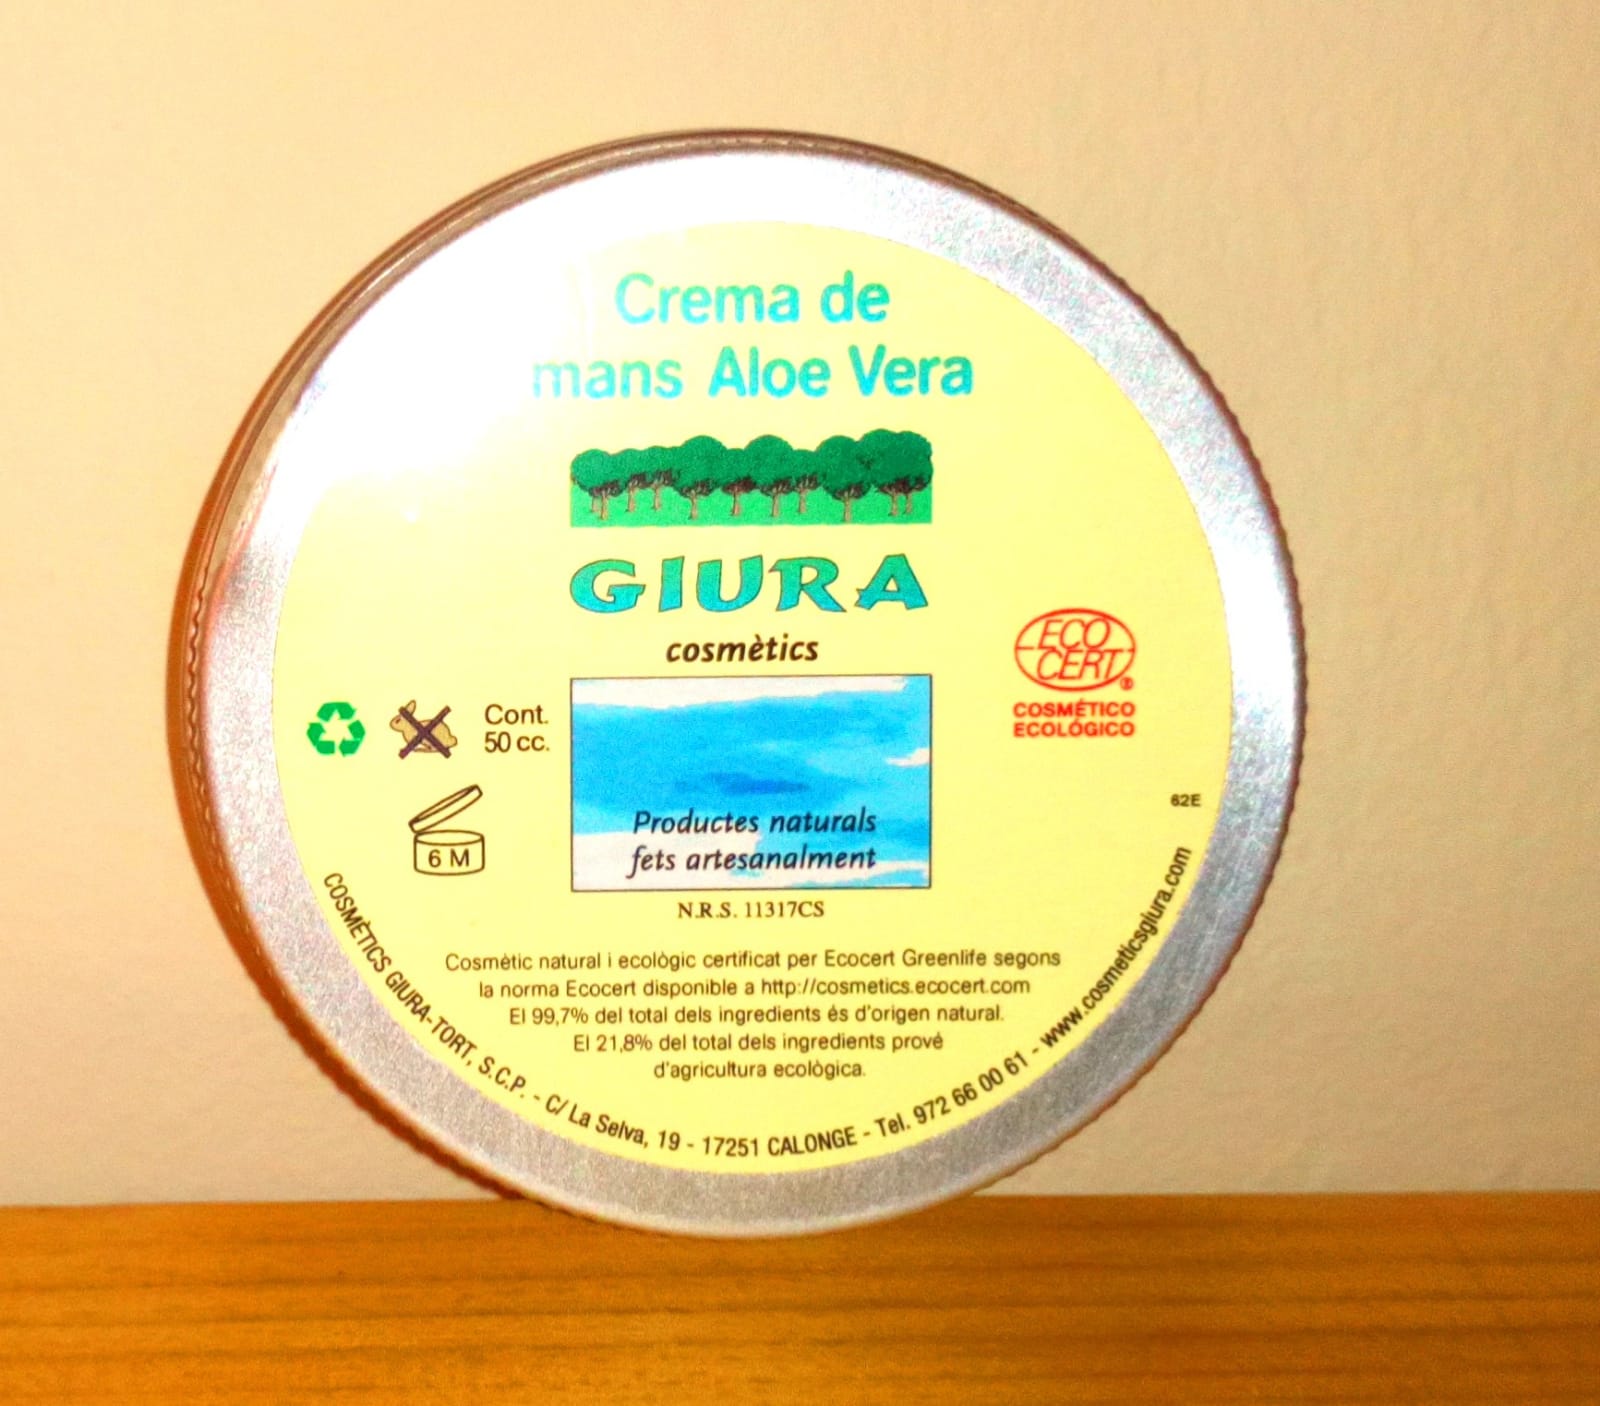 Crema de
mans Aloe Vera
GIURA
cosmètics
ECO
CERT®
COSMÉTICO
ECOLÓGICO
Cont.
50 cc.
6 M
62E
Productes naturals
fets artesanalment
N.R.S. 11317CS
Cosmètic natural i ecològic certificat per Ecocert Greenlife segons
la norma Ecocert disponible a http://cosmetics.ecocert.com
El 99,7% del total dels ingredients és d'origen natural.
El 21,8% del total dels ingredients prové
d'agricultura ecològica.
COSMÈTICS GIURA-TORT, S.C.P. - C/ La Selva, 19 - 17251 CALONGE - Tel. 972 66 00 61 - www.cosmeticsgiura.com